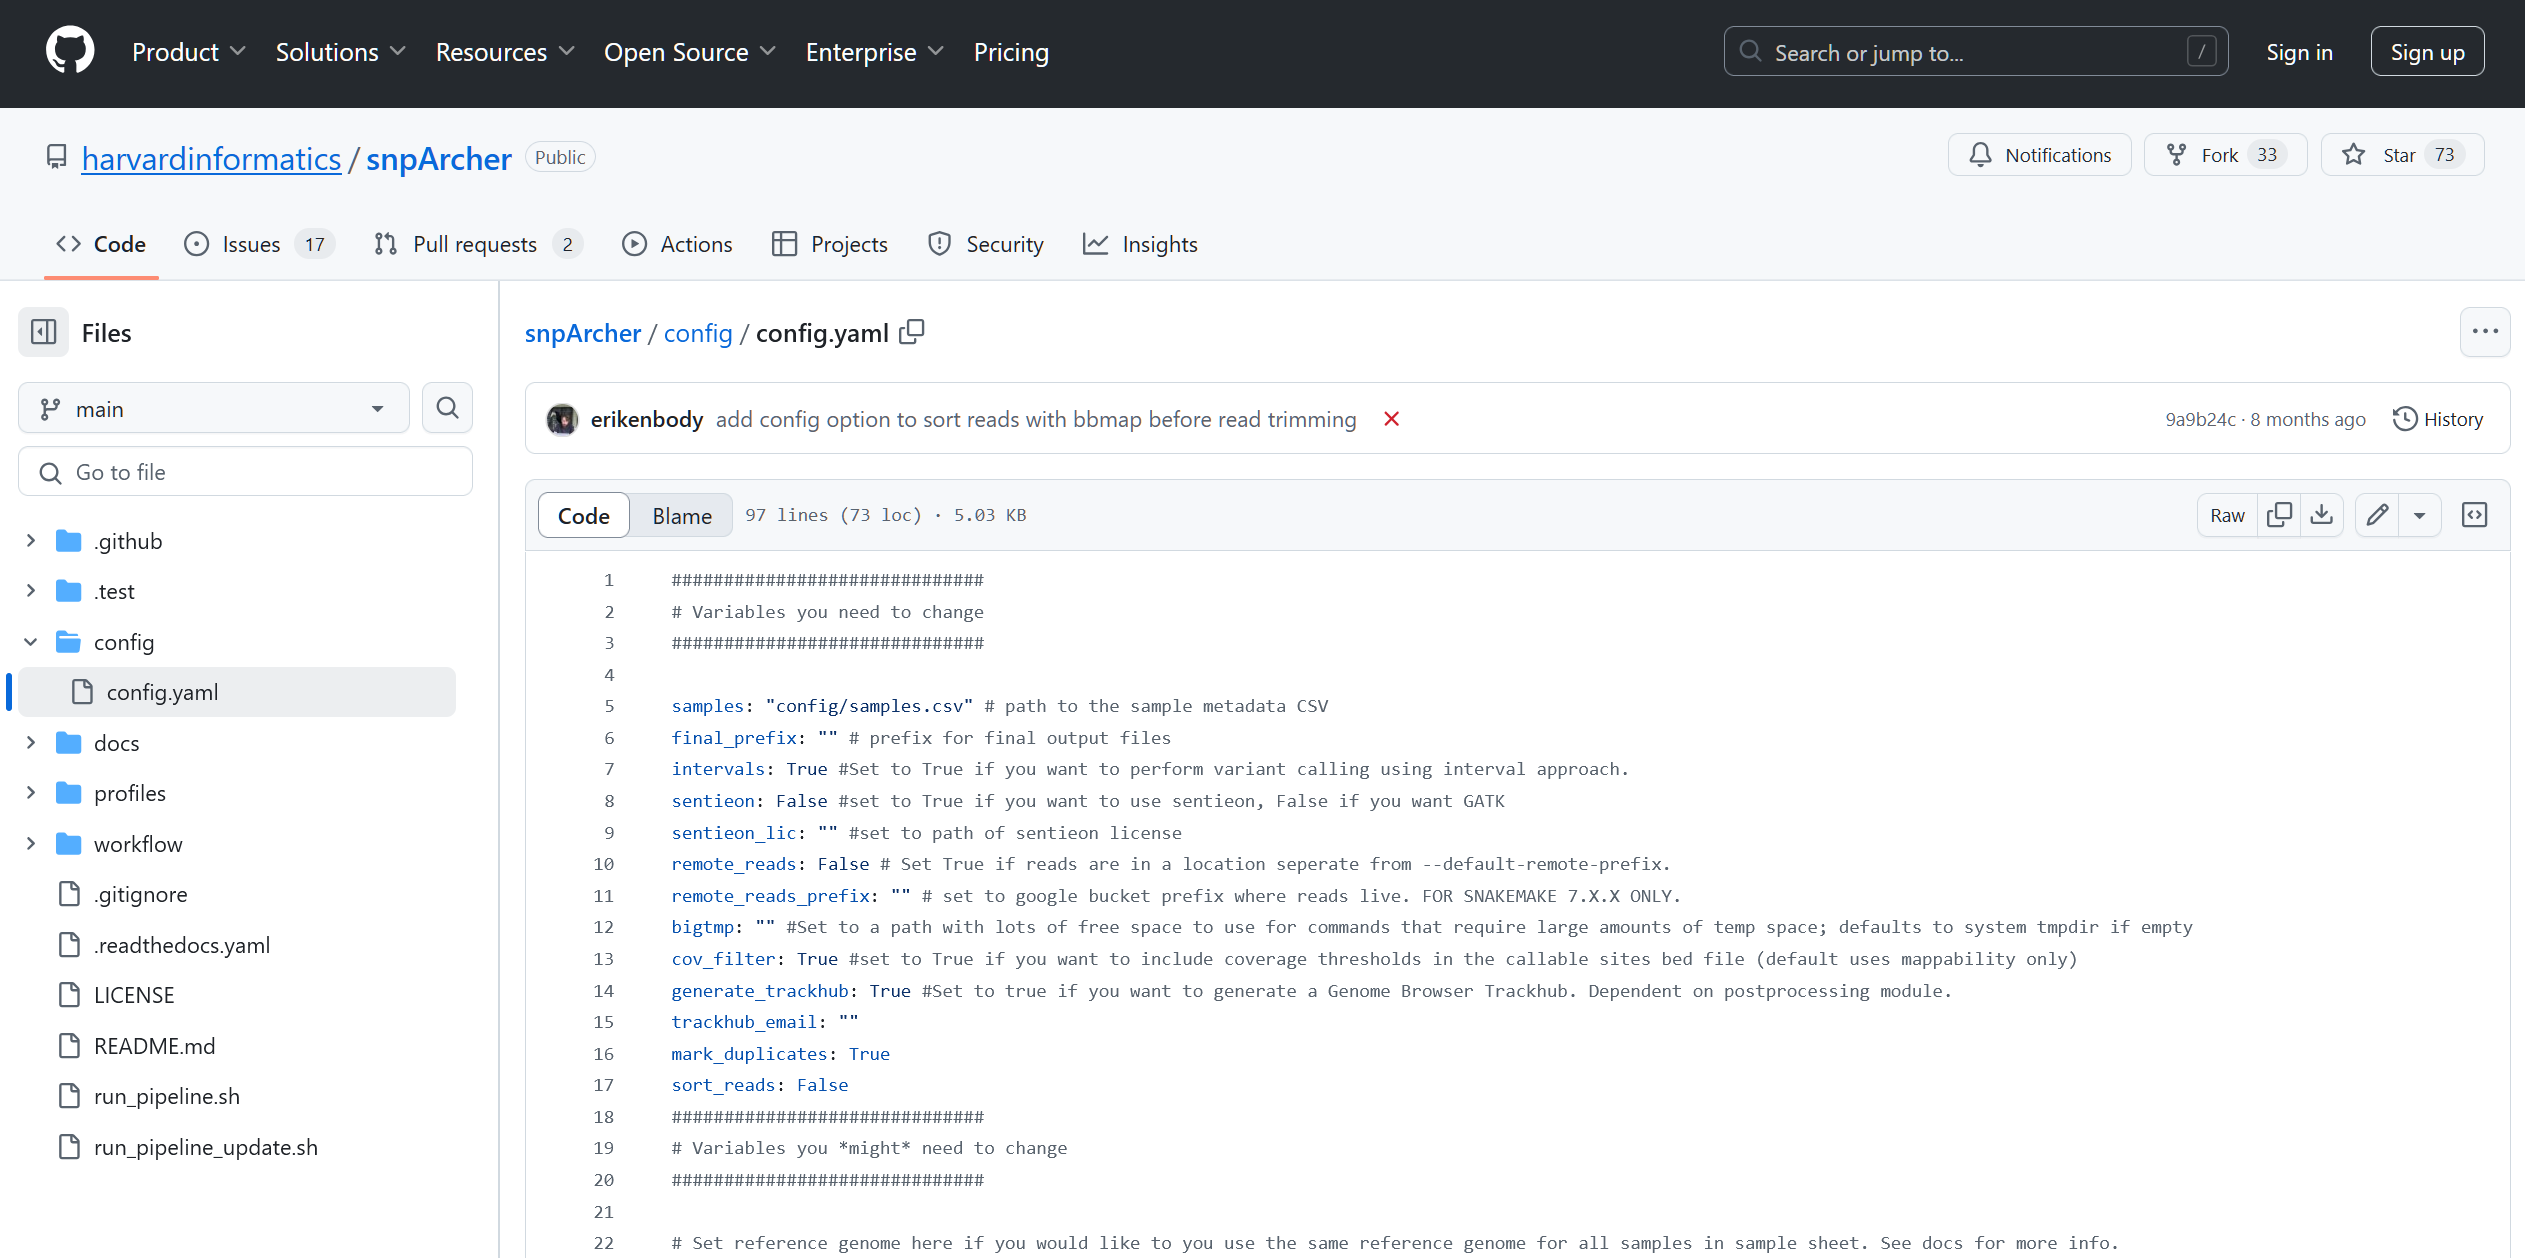 Product Solutions Resources Open Source Enterprise Pricing Search or jump to... / Sign in Sign up
harvardinformatics / snpArcher Public Notifications Fork 33 Star 73
Code Issues 17 Pull requests 2 Actions Projects Security Insights
Files
main
Go to file
.github
.test
config
config.yaml
docs
profiles
workflow
.gitignore
.readthedocs.yaml
LICENSE
README.md
run_pipeline.sh
run_pipeline_update.sh
snpArcher / config / config.yaml
erikenbody add config option to sort reads with bbmap before read trimming 9a9b24c · 8 months ago History
Code Blame 97 lines (73 loc) · 5.03 KB Raw
1 ##############################
2 # Variables you need to change
3 ##############################
4
5 samples: "config/samples.csv" # path to the sample metadata CSV
6 final_prefix: "" # prefix for final output files
7 intervals: True #Set to True if you want to perform variant calling using interval approach.
8 sentieon: False #set to True if you want to use sentieon, False if you want GATK
9 sentieon_lic: "" #set to path of sentieon license
10 remote_reads: False # Set True if reads are in a location seperate from --default-remote-prefix.
11 remote_reads_prefix: "" # set to google bucket prefix where reads live. FOR SNAKEMAKE 7.X.X ONLY.
12 bigtmp: "" #Set to a path with lots of free space to use for commands that require large amounts of temp space; defaults to system tmpdir if empty
13 cov_filter: True #set to True if you want to include coverage thresholds in the callable sites bed file (default uses mappability only)
14 generate_trackhub: True #Set to true if you want to generate a Genome Browser Trackhub. Dependent on postprocessing module.
15 trackhub_email: ""
16 mark_duplicates: True
17 sort_reads: False
18 ##############################
19 # Variables you *might* need to change
20 ##############################
21
22 # Set reference genome here if you would like to you use the same reference genome for all samples in sample sheet. See docs for more info.